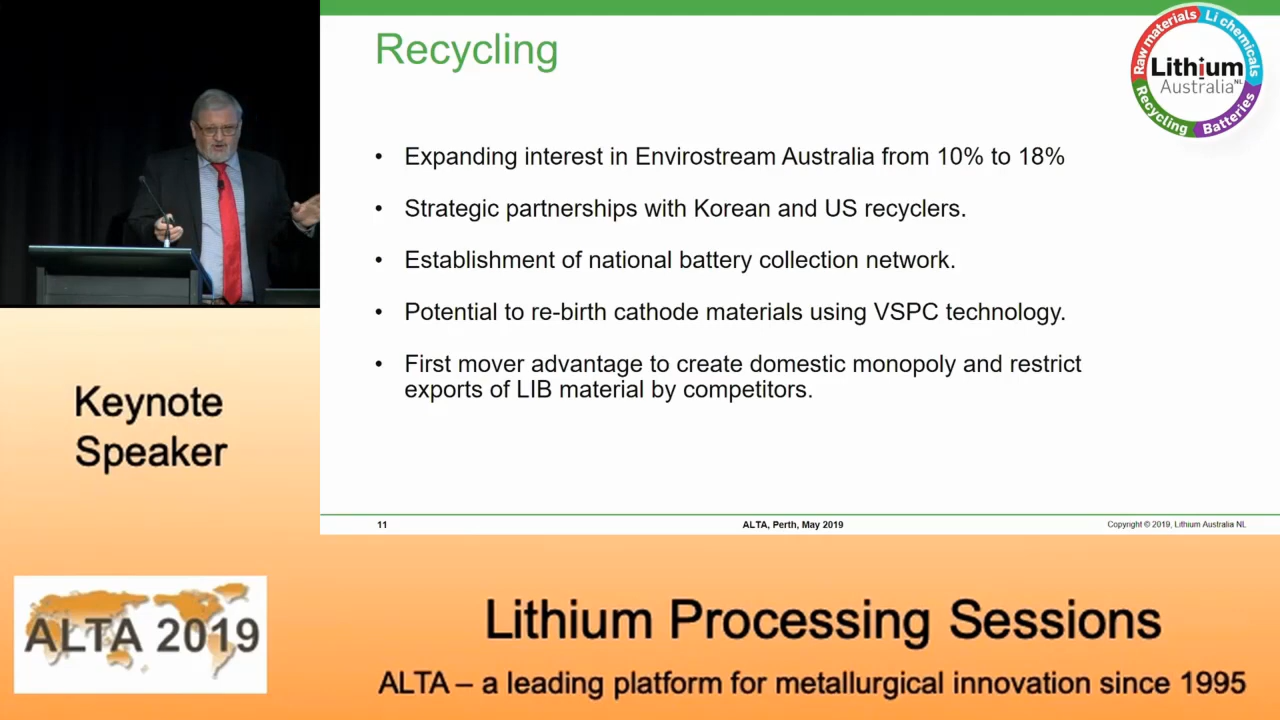 Recycling
Raw materials
Li chemicals
Lithium
Australia NL
Recycling
Batteries
• Expanding interest in Envirostream Australia from 10% to 18%
• Strategic partnerships with Korean and US recyclers.
• Establishment of national battery collection network.
• Potential to re-birth cathode materials using VSPC technology.
• First mover advantage to create domestic monopoly and restrict
exports of LIB material by competitors.
11
ALTA, Perth, May 2019
Copyright © 2019, Lithium Australia NL
Keynote
Speaker
ALTA 2019
Lithium Processing Sessions
ALTA – a leading platform for metallurgical innovation since 1995